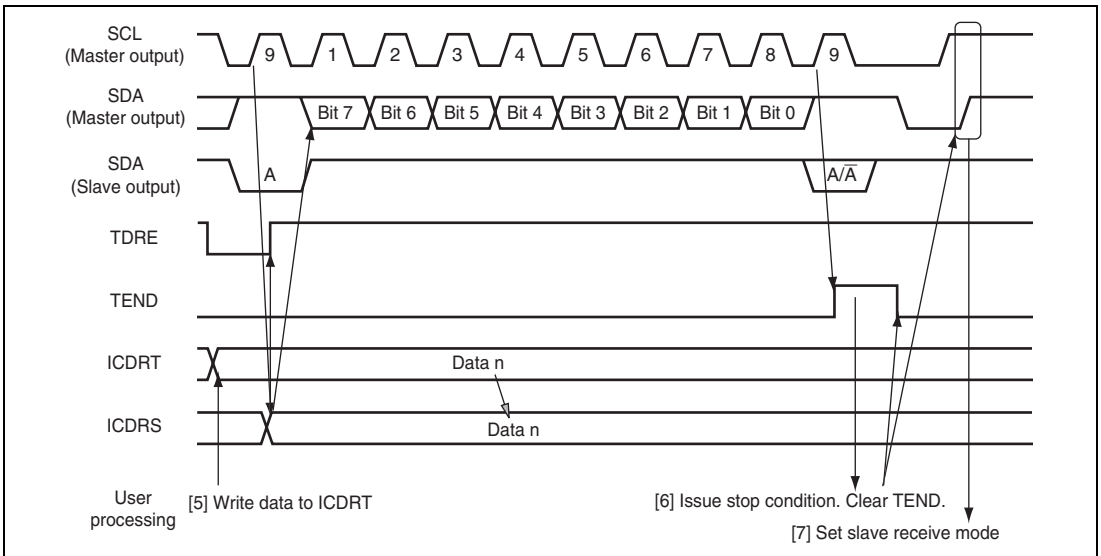 SCL
(Master output)
9 1 2 3 4 5 6 7 8 9
SDA
(Master output)
Bit 7 Bit 6 Bit 5 Bit 4 Bit 3 Bit 2 Bit 1 Bit 0
SDA
(Slave output)
A A/A̅
TDRE
TEND
ICDRT
Data n
ICDRS
Data n
User
processing
[5] Write data to ICDRT
[6] Issue stop condition. Clear TEND.
[7] Set slave receive mode